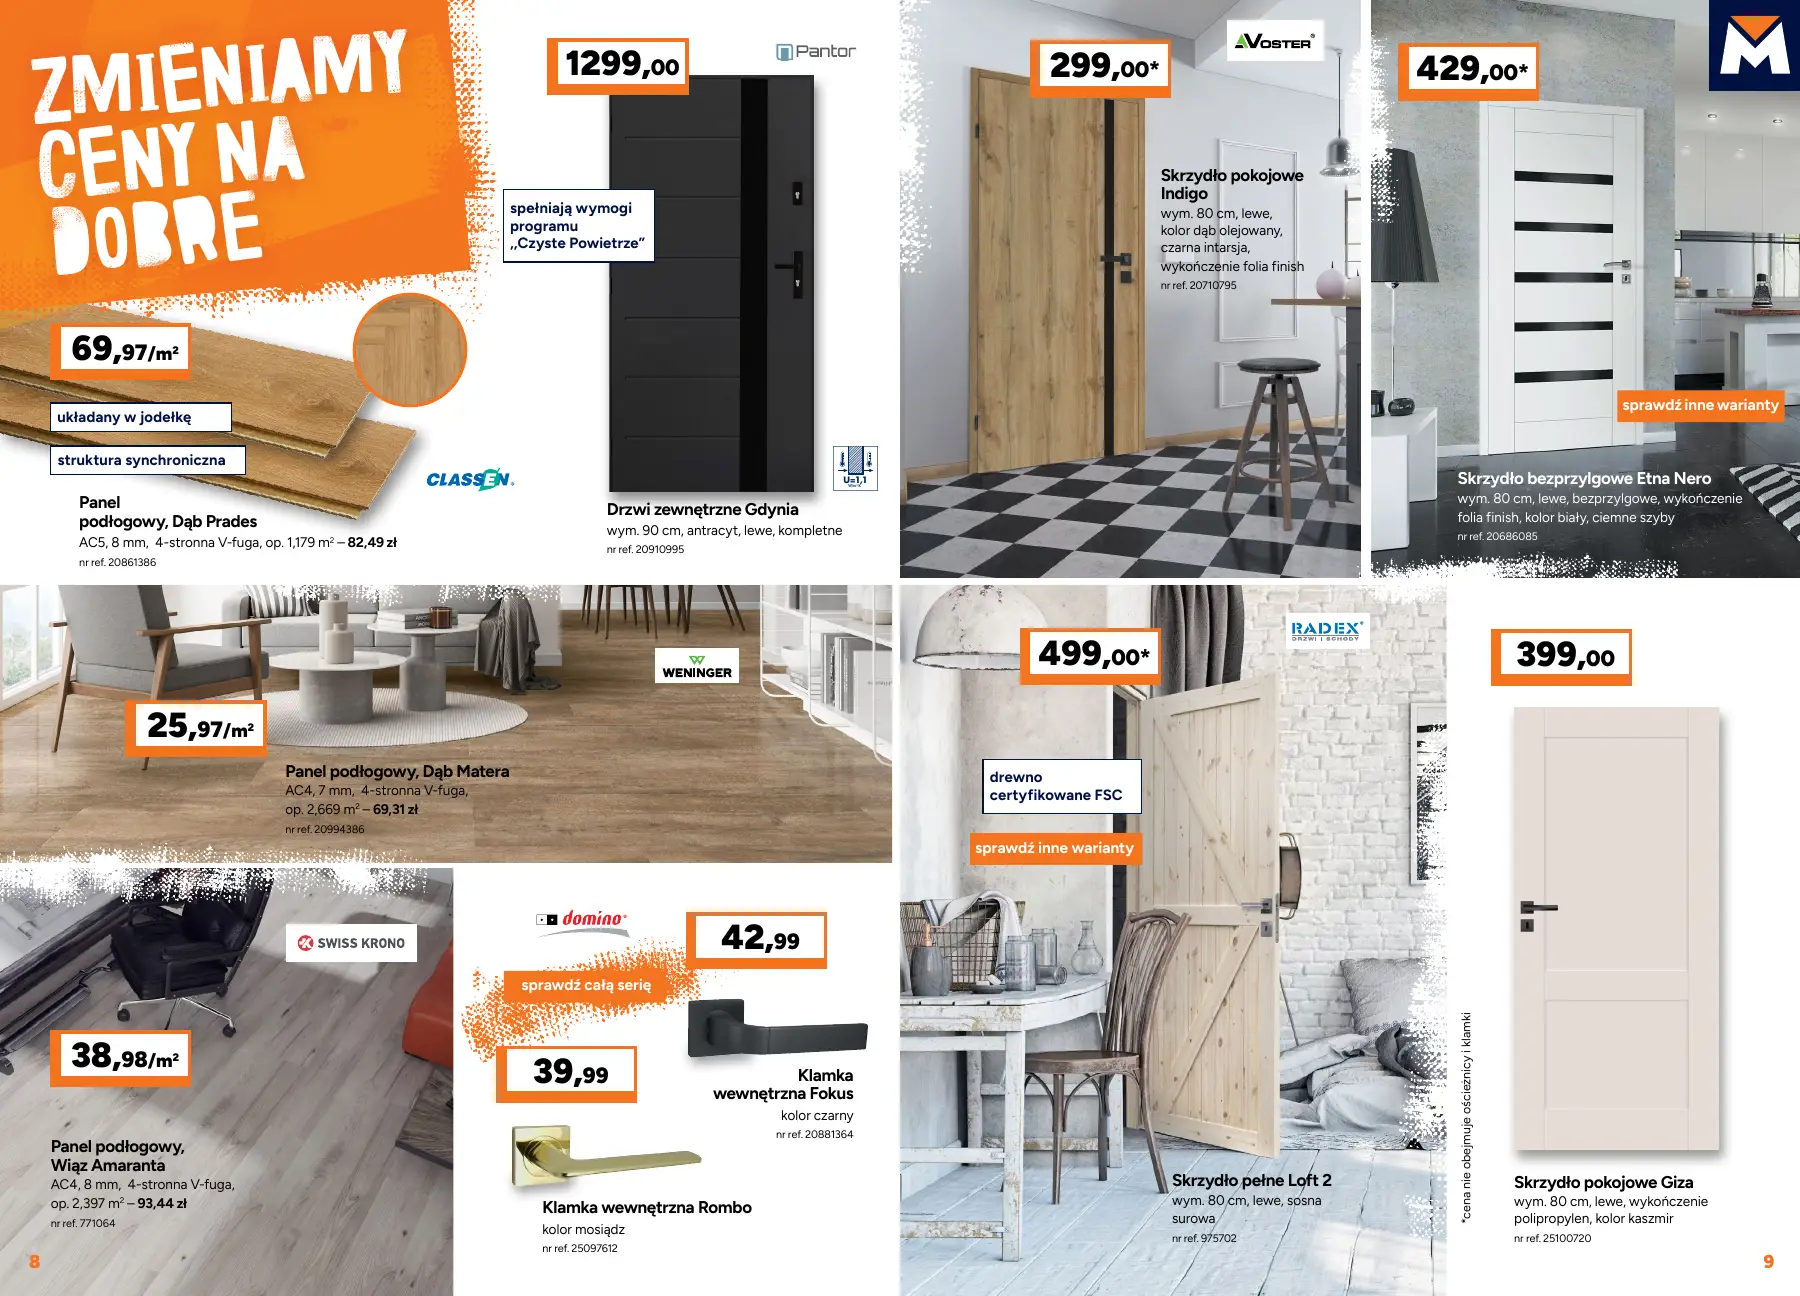 ZMIENIAMY
CENY NA
DOBRE
69,97/m²
układany w jodełkę
struktura synchroniczna
CLASSEN
Panel
podłogowy, Dąb Prades
AC5, 8 mm, 4-stronna V-fuga, op. 1,179 m² – 82,49 zł
nr ref. 20861386
1299,00
Pantor
spełniają wymogi
programu
,,Czyste Powietrze”
U=1,1
Drzwi zewnętrzne Gdynia
wym. 90 cm, antracyt, lewe, kompletne
nr ref. 20910995
299,00*
VOSTER
Skrzydło pokojowe
Indigo
wym. 80 cm, lewe,
kolor dąb olejowany,
czarna intarsja,
wykończenie folia finish
nr ref. 20710795
429,00*
M
sprawdź inne warianty
Skrzydło bezprzylgowe Etna Nero
wym. 80 cm, lewe, bezprzylgowe, wykończenie
folia finish, kolor biały, ciemne szyby
nr ref. 20686085
WENINGER
25,97/m²
Panel podłogowy, Dąb Matera
AC4, 7 mm, 4-stronna V-fuga,
op. 2,669 m² – 69,31 zł
nr ref. 20994386
SWISS KRONO
38,98/m²
Panel podłogowy,
Wiąz Amaranta
AC4, 8 mm, 4-stronna V-fuga,
op. 2,397 m² – 93,44 zł
nr ref. 771064
8
domino
sprawdź całą serię
42,99
Klamka
wewnętrzna Fokus
kolor czarny
nr ref. 20881364
39,99
Klamka wewnętrzna Rombo
kolor mosiądz
nr ref. 25097612
499,00*
RADEX
DRZWI I SCHODY
drewno
certyfikowane FSC
sprawdź inne warianty
Skrzydło pełne Loft 2
wym. 80 cm, lewe, sosna
surowa
nr ref. 975702
*cena nie obejmuje ościeżnicy i klamki
399,00
Skrzydło pokojowe Giza
wym. 80 cm, lewe, wykończenie
polipropylen, kolor kaszmir
nr ref. 25100720
9